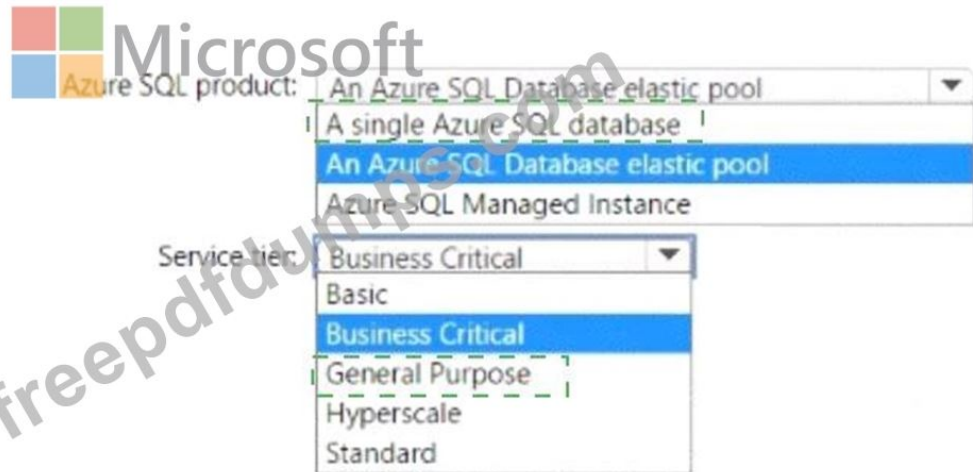 Microsoft
Azure SQL product: An Azure SQL Database elastic pool
A single Azure SQL database
An Azure SQL Database elastic pool
Azure SQL Managed Instance
Service tier: Business Critical
Basic
Business Critical
General Purpose
Hyperscale
Standard
freepdfdumps.com